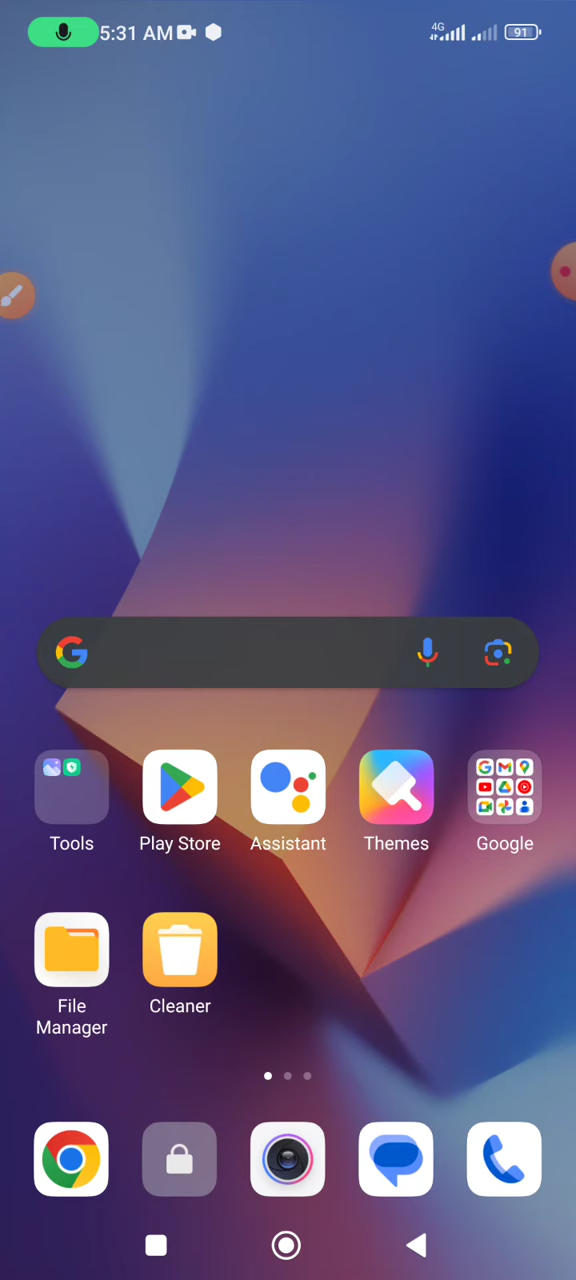 5:31 AM
4G
91
Tools
Play Store
Assistant
Themes
Google
File
Manager
Cleaner